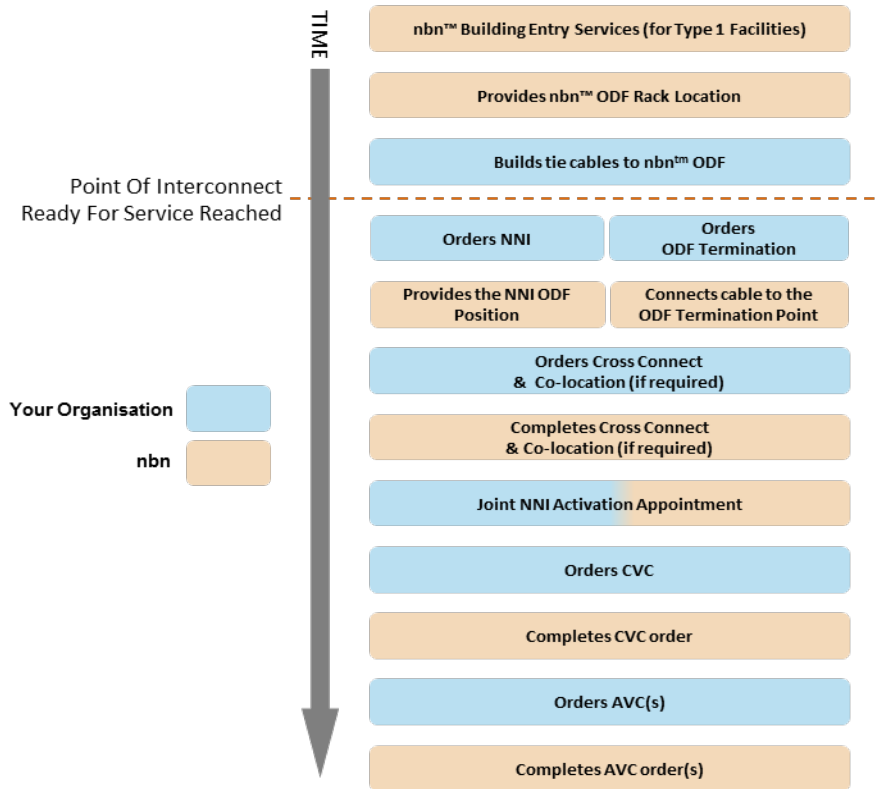 TIME
nbn™ Building Entry Services (for Type 1 Facilities)
Provides nbn™ ODF Rack Location
Builds tie cables to nbn™ ODF
Point Of Interconnect
Ready For Service Reached
Orders NNI
Orders
ODF Termination
Provides the NNI ODF
Position
Connects cable to the
ODF Termination Point
Orders Cross Connect
& Co-location (if required)
Your Organisation
nbn
Completes Cross Connect
& Co-location (if required)
Joint NNI Activation Appointment
Orders CVC
Completes CVC order
Orders AVC(s)
Completes AVC order(s)